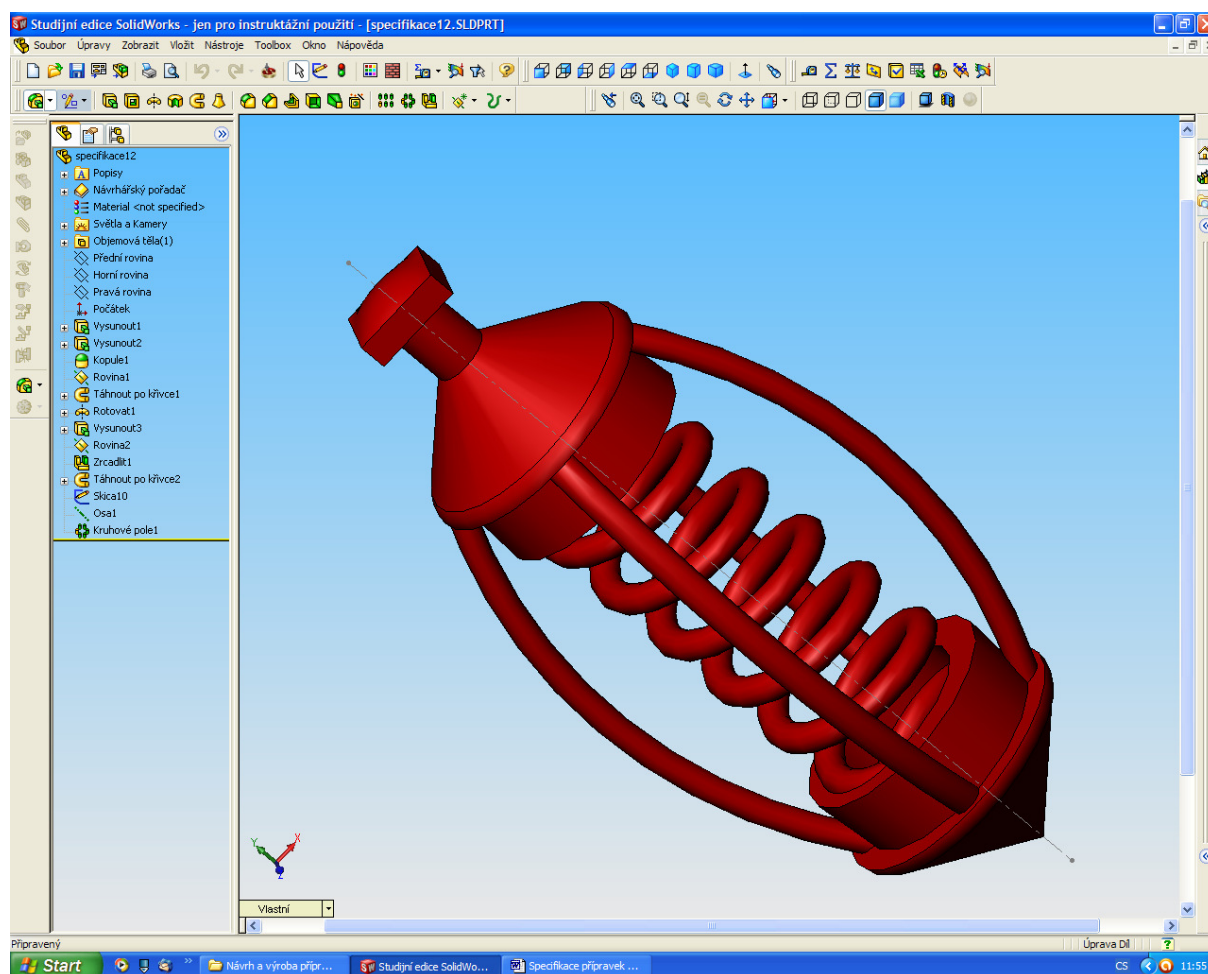 Studijní edice SolidWorks - jen pro instruktážní použití - [specifikace12.SLDPRT]
Soubor Úpravy Zobrazit Vložit Nástroje Toolbox Okno Nápověda
specifikace12
Popisy
Návrhářský pořadač
Material <not specified>
Světla a Kamery
Objemová těla(1)
Přední rovina
Horní rovina
Pravá rovina
Počátek
Vysunout1
Vysunout2
Kopule1
Rovina1
Táhnout po křivce1
Rotovat1
Vysunout3
Rovina2
Zrcadlit1
Táhnout po křivce2
Skica10
Osa1
Kruhové pole1
Y X
Z
Vlastní
Připravený Úprava Díl
Start Návrh a výroba přípr... Studijní edice SolidWo... Specifikace přípravek ... CS 11:55